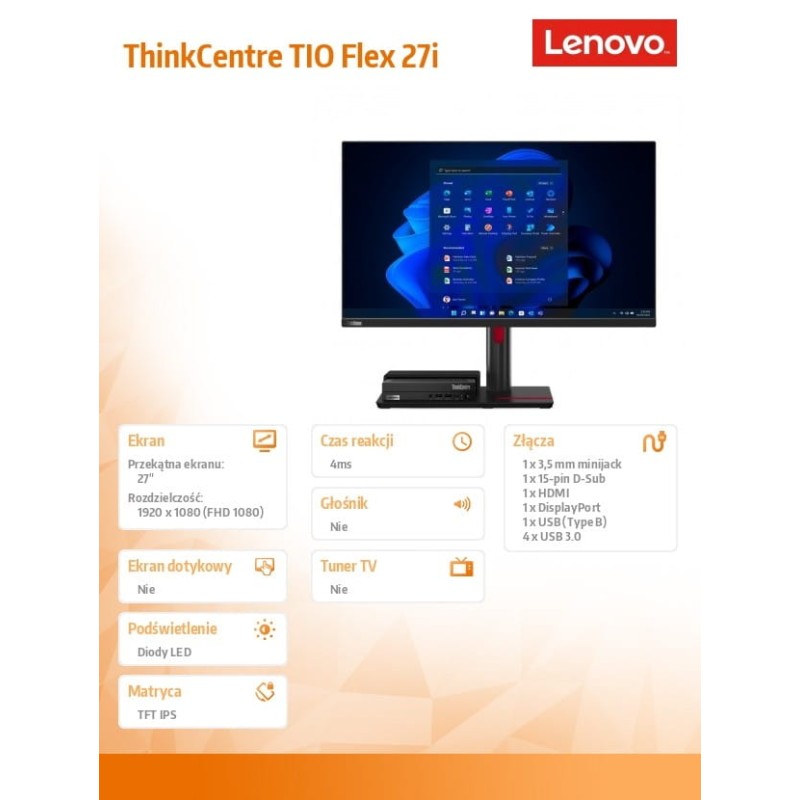 ThinkCentre TIO Flex 27i
Lenovo
Ekran
Przekątna ekranu:
27"
Rozdzielczość:
1920 x 1080 (FHD 1080)
Ekran dotykowy
Nie
Podświetlenie
Diody LED
Matryca
TFT IPS
Czas reakcji
4ms
Głośnik
Nie
Tuner TV
Nie
Złącza
1 x 3,5 mm minijack
1 x 15-pin D-Sub
1 x HDMI
1 x DisplayPort
1 x USB (Type B)
4 x USB 3.0